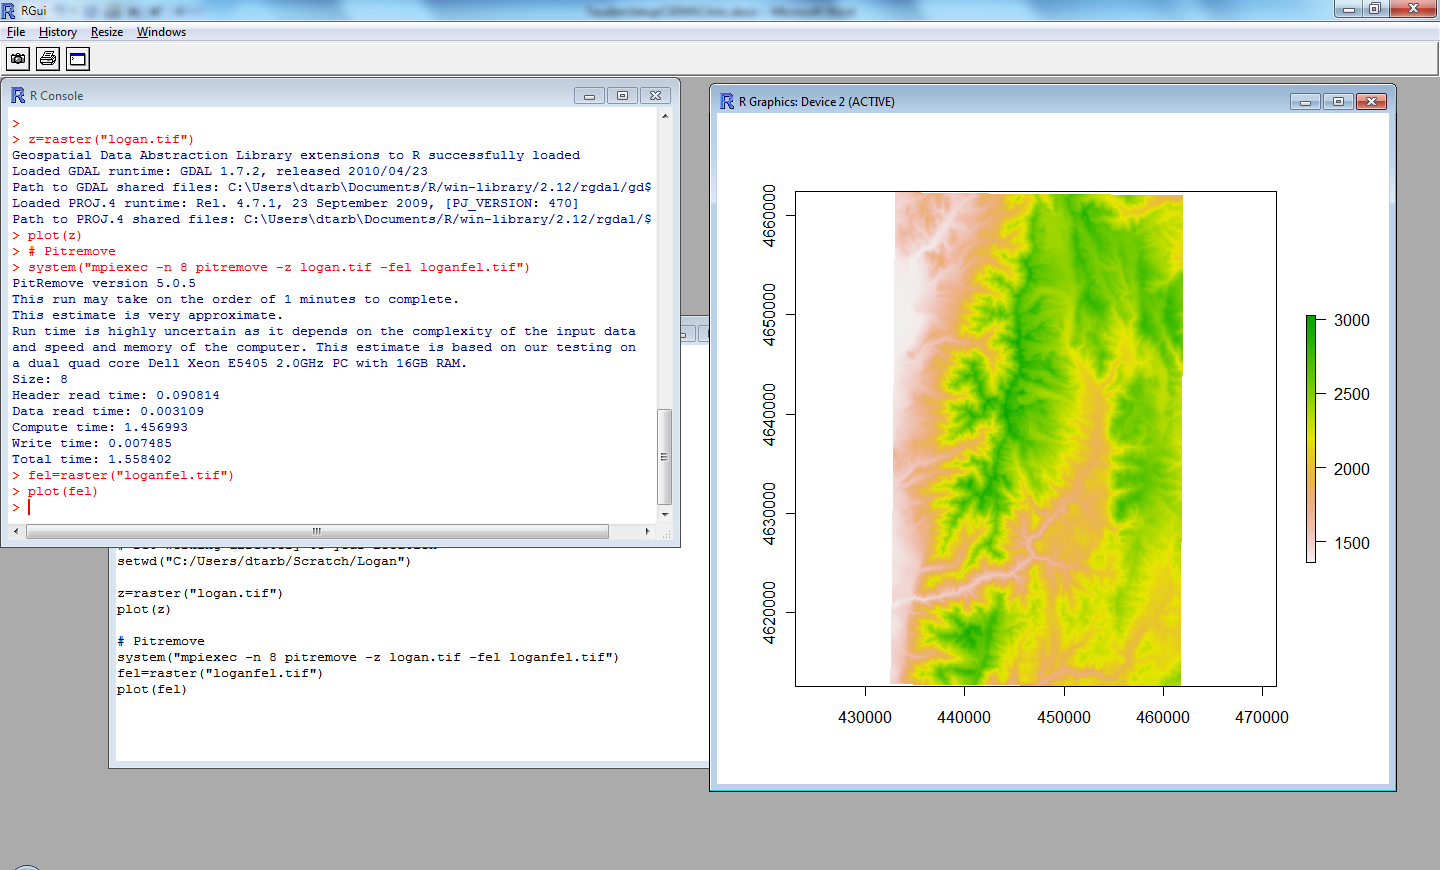 RGui
File History Resize Windows
R Console
>
> z=raster("logan.tif")
Geospatial Data Abstraction Library extensions to R successfully loaded
Loaded GDAL runtime: GDAL 1.7.2, released 2010/04/23
Path to GDAL shared files: C:\Users\dtarb\Documents/R/win-library/2.12/rgdal/gd$
Loaded PROJ.4 runtime: Rel. 4.7.1, 23 September 2009, [PJ_VERSION: 470]
Path to PROJ.4 shared files: C:\Users\dtarb\Documents/R/win-library/2.12/rgdal/$
> plot(z)
> # Pitremove
> system("mpiexec -n 8 pitremove -z logan.tif -fel loganfel.tif")
PitRemove version 5.0.5
This run may take on the order of 1 minutes to complete.
This estimate is very approximate.
Run time is highly uncertain as it depends on the complexity of the input data
and speed and memory of the computer. This estimate is based on our testing on
a dual quad core Dell Xeon E5405 2.0GHz PC with 16GB RAM.
Size: 8
Header read time: 0.090814
Data read time: 0.003109
Compute time: 1.456993
Write time: 0.007485
Total time: 1.558402
> fel=raster("loganfel.tif")
> plot(fel)
>
setwd("C:/Users/dtarb/Scratch/Logan")
z=raster("logan.tif")
plot(z)
# Pitremove
system("mpiexec -n 8 pitremove -z logan.tif -fel loganfel.tif")
fel=raster("loganfel.tif")
plot(fel)
R Graphics: Device 2 (ACTIVE)
4660000
4650000
4640000
4630000
4620000
430000 440000 450000 460000 470000
3000
2500
2000
1500